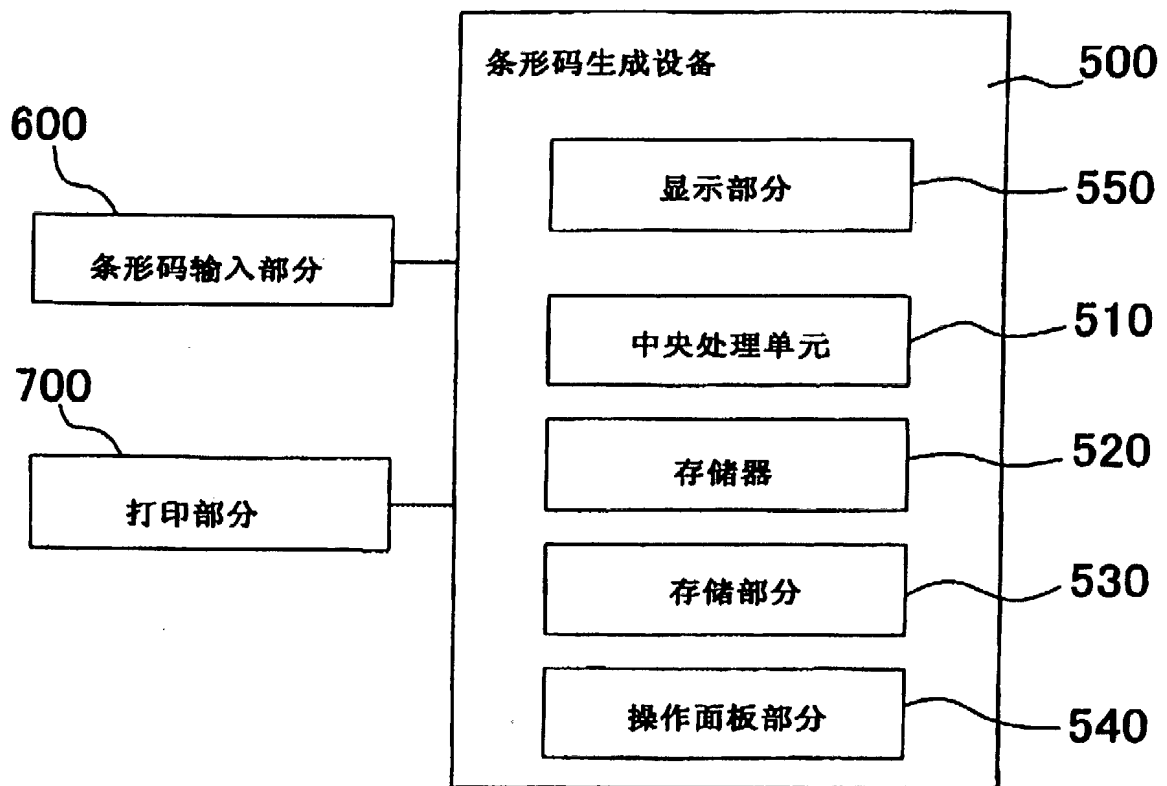 条形码生成设备
500
600
显示部分
550
条形码输入部分
中央处理单元
510
700
存储器
520
打印部分
存储部分
530
操作面板部分
540